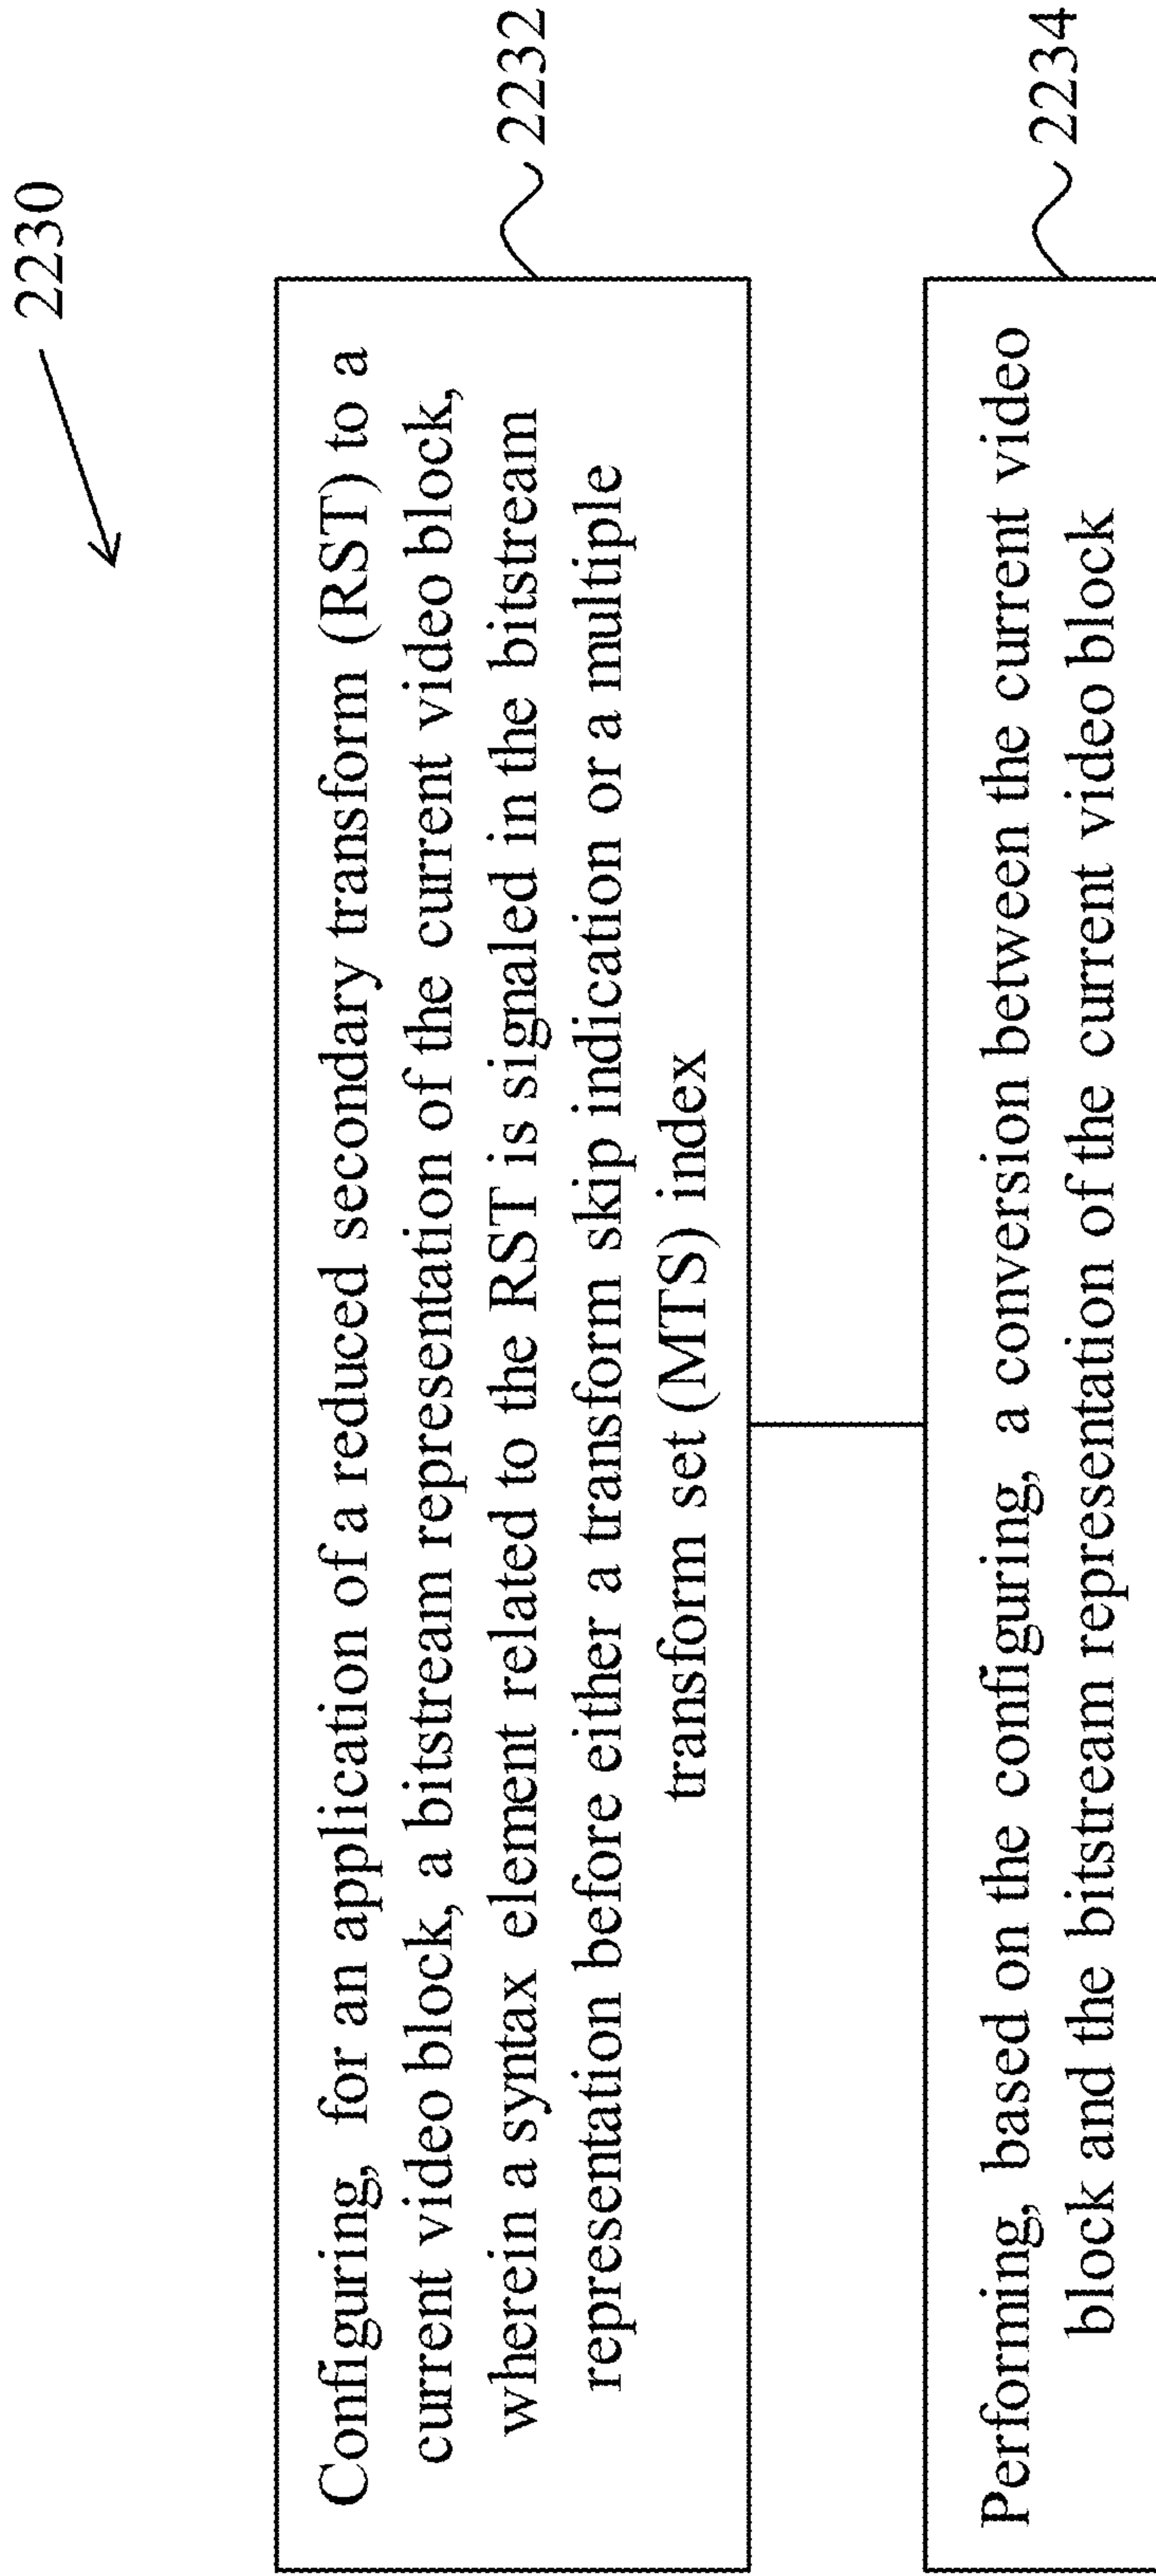 2230
Configuring, for an application of a reduced secondary transform (RST) to a
current video block, a bitstream representation of the current video block,
wherein a syntax element related to the RST is signaled in the bitstream
representation before either a transform skip indication or a multiple
transform set (MTS) index
2232
Performing, based on the configuring, a conversion between the current video
block and the bitstream representation of the current video block
2234